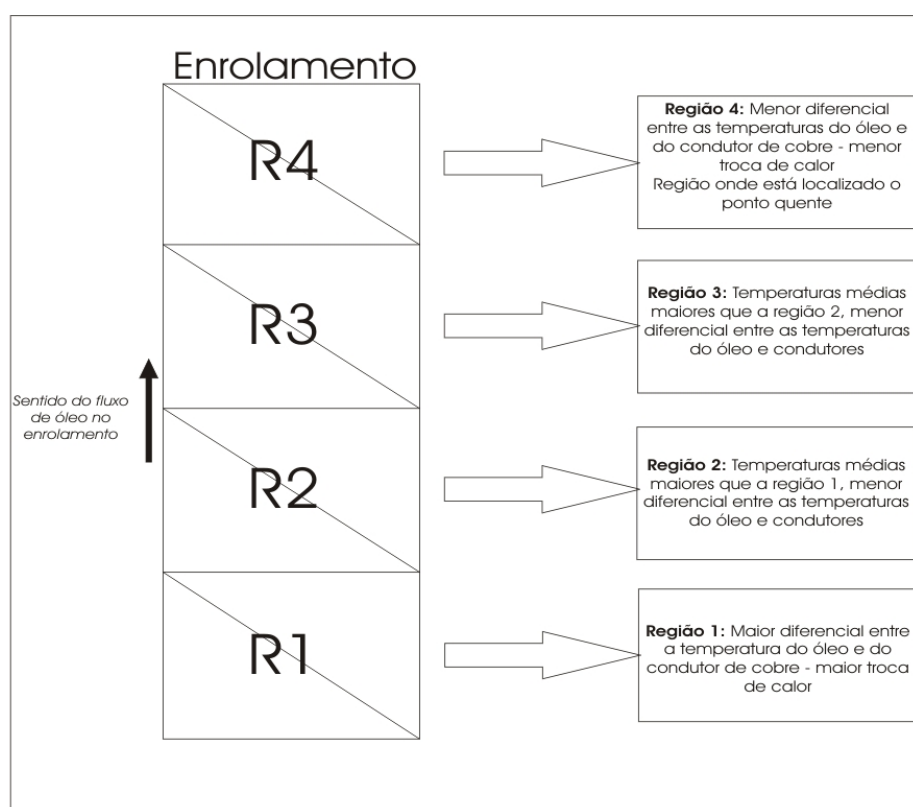 Enrolamento
R4
Região 4: Menor diferencial
entre as temperaturas do óleo e
do condutor de cobre - menor
troca de calor
Região onde está localizado o
ponto quente
R3
Região 3: Temperaturas médias
maiores que a região 2, menor
diferencial entre as temperaturas
do óleo e condutores
Sentido do fluxo
de óleo no
enrolamento
R2
Região 2: Temperaturas médias
maiores que a região 1, menor
diferencial entre as temperaturas
do óleo e condutores
R1
Região 1: Maior diferencial entre
a temperatura do óleo e do
condutor de cobre - maior troca
de calor